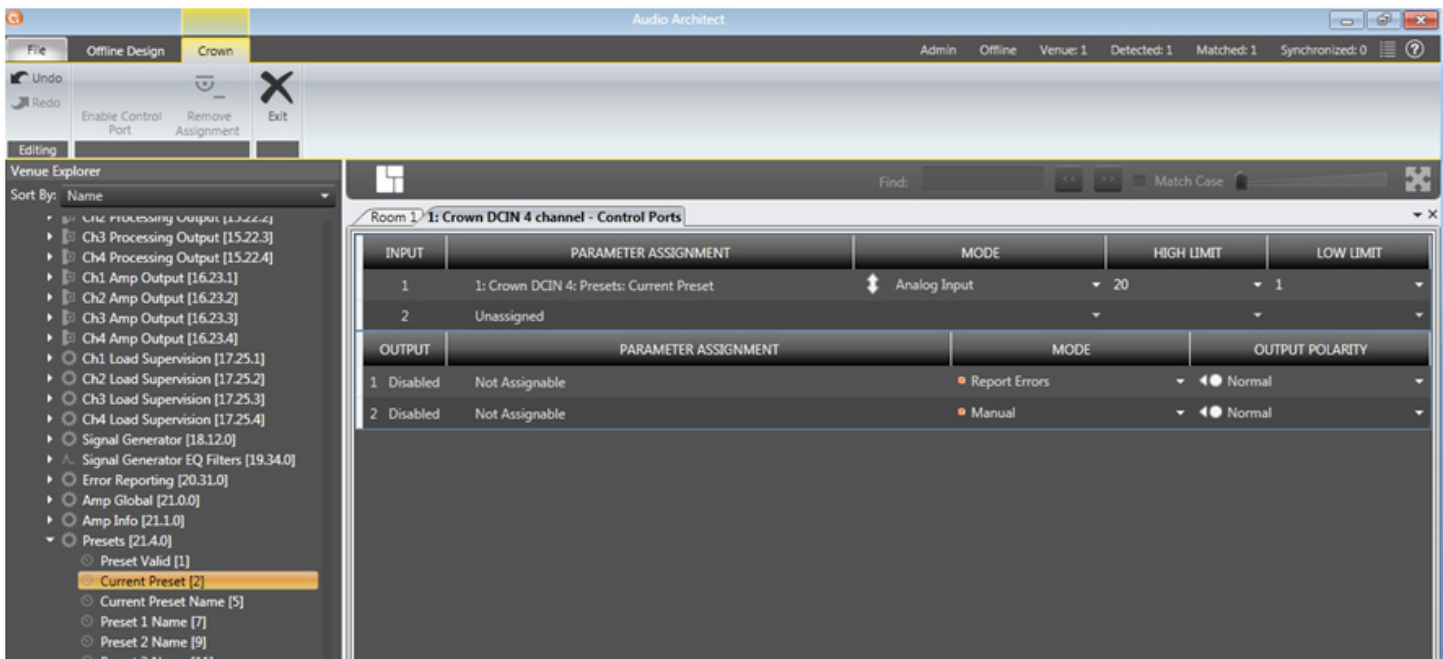 Audio Architect
File Offline Design Crown Admin Offline Venue: 1 Detected: 1 Matched: 1 Synchronized: 0
Undo
Redo
Enable Control Port
Remove Assignment
Exit
Editing
Venue Explorer
Sort By: Name
Ch2 Processing Output [15.22.2]
Ch3 Processing Output [15.22.3]
Ch4 Processing Output [15.22.4]
Ch1 Amp Output [16.23.1]
Ch2 Amp Output [16.23.2]
Ch3 Amp Output [16.23.3]
Ch4 Amp Output [16.23.4]
Ch1 Load Supervision [17.25.1]
Ch2 Load Supervision [17.25.2]
Ch3 Load Supervision [17.25.3]
Ch4 Load Supervision [17.25.4]
Signal Generator [18.12.0]
Signal Generator EQ Filters [19.34.0]
Error Reporting [20.31.0]
Amp Global [21.0.0]
Amp Info [21.1.0]
Presets [21.4.0]
Preset Valid [1]
Current Preset [2]
Current Preset Name [5]
Preset 1 Name [7]
Preset 2 Name [9]
Find: << >> Match Case
Room 1 1: Crown DCIN 4 channel - Control Ports
INPUT PARAMETER ASSIGNMENT MODE HIGH LIMIT LOW LIMIT
1 1: Crown DCIN 4: Presets: Current Preset Analog Input 20 1
2 Unassigned
OUTPUT PARAMETER ASSIGNMENT MODE OUTPUT POLARITY
1 Disabled Not Assignable Report Errors Normal
2 Disabled Not Assignable Manual Normal